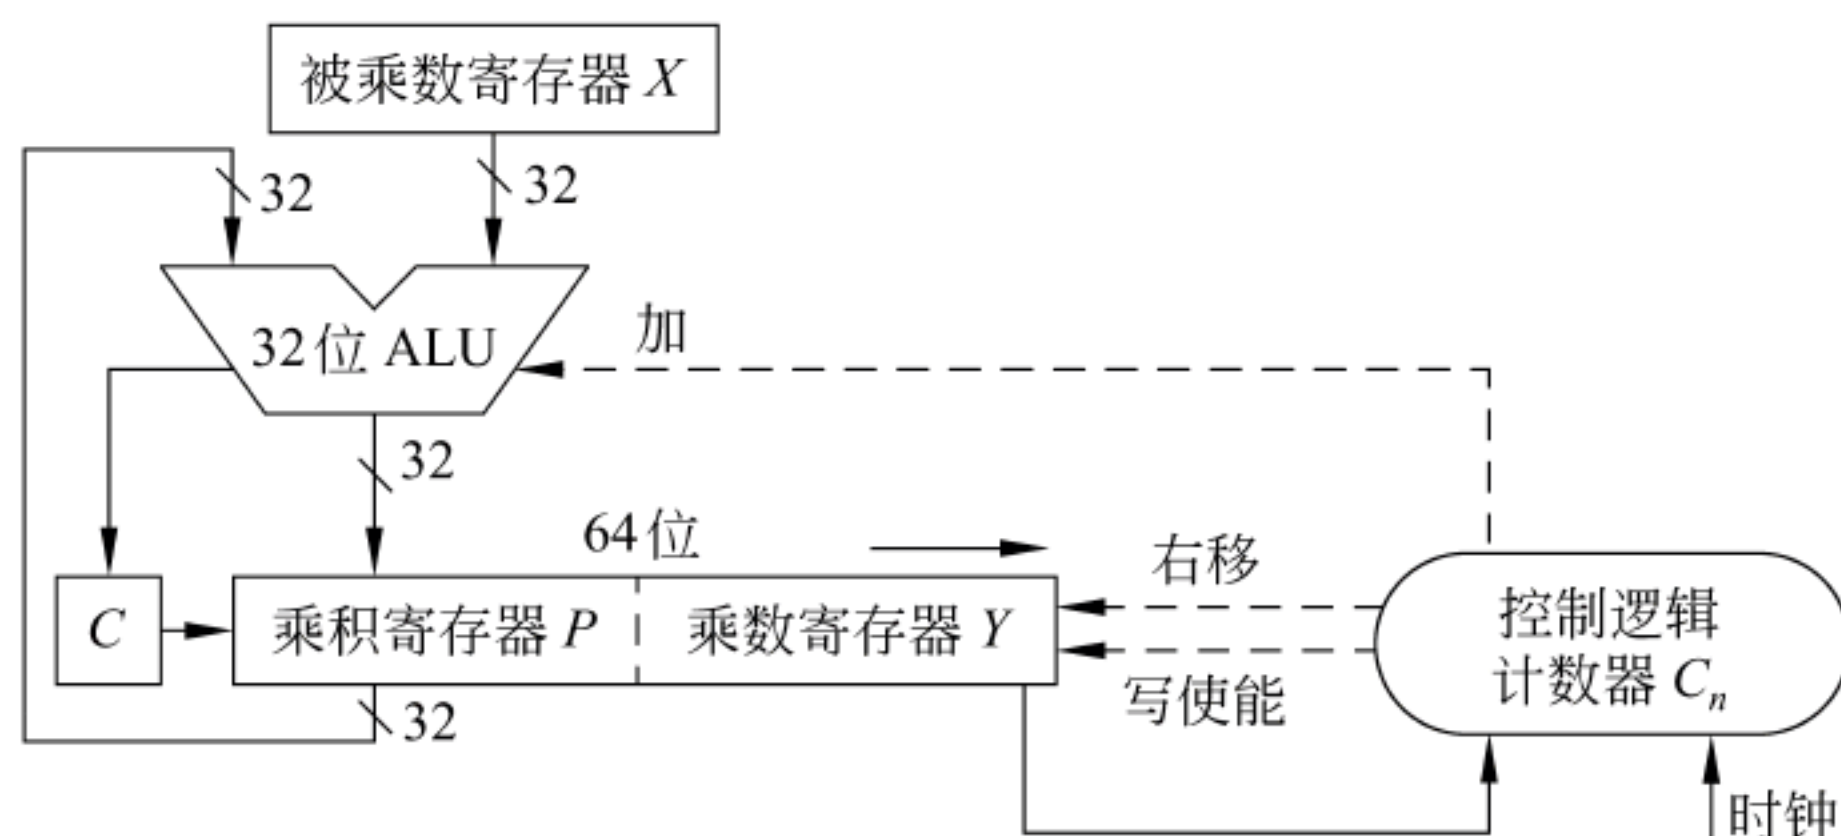 被乘数寄存器 X
32
32
32位 ALU
加
32
64位
右移
C
乘积寄存器 P
乘数寄存器 Y
控制逻辑
计数器 Cn
写使能
32
时钟